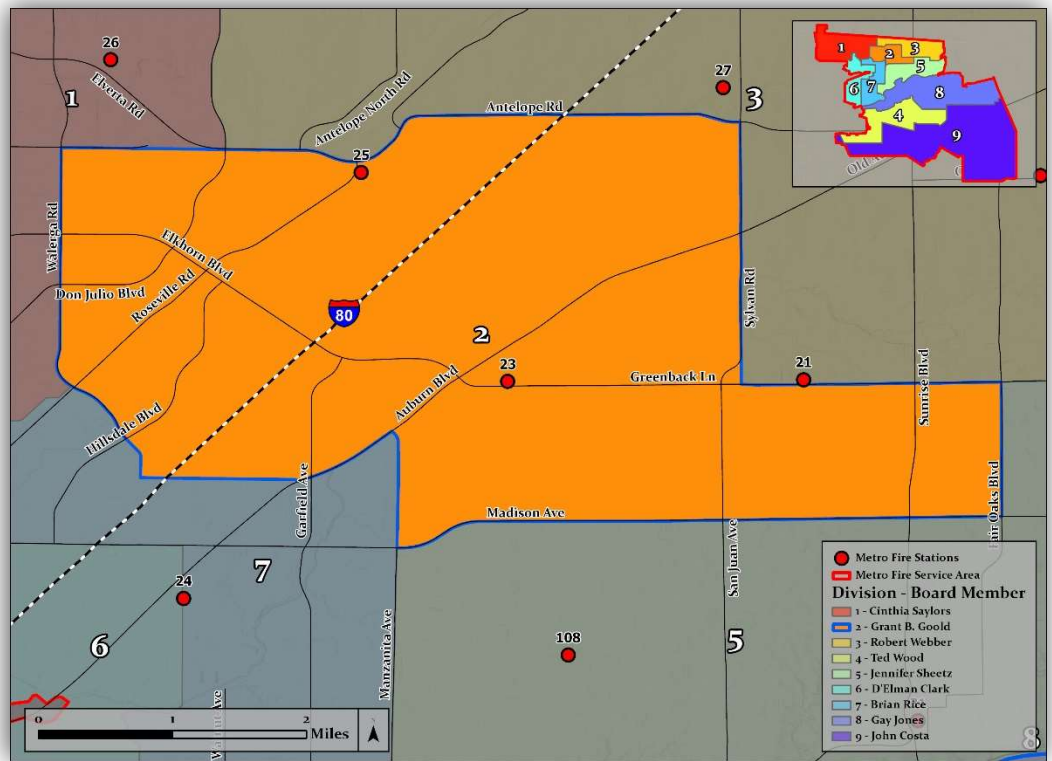 26
27
1
3
Elverta Rd
Antelope North Rd
Antelope Rd
25
Walerga Rd
Elkhorn Blvd
Don Julio Blvd
Roseville Rd
80
2
Sylvan Rd
23
Auburn Blvd
Greenback Ln
21
Sunrise Blvd
Hillsdale Blvd
Garfield Ave
Madison Ave
San Juan Ave
Fair Oaks Blvd
24
7
6
Manzanita Ave
108
5
8
1
2
3
5
6
7
8
4
9
Metro Fire Stations
Metro Fire Service Area
Division - Board Member
1 - Cinthia Saylors
2 - Grant B. Goold
3 - Robert Webber
4 - Ted Wood
5 - Jennifer Sheetz
6 - D'Elman Clark
7 - Brian Rice
8 - Gay Jones
9 - John Costa
0 1 2
Miles